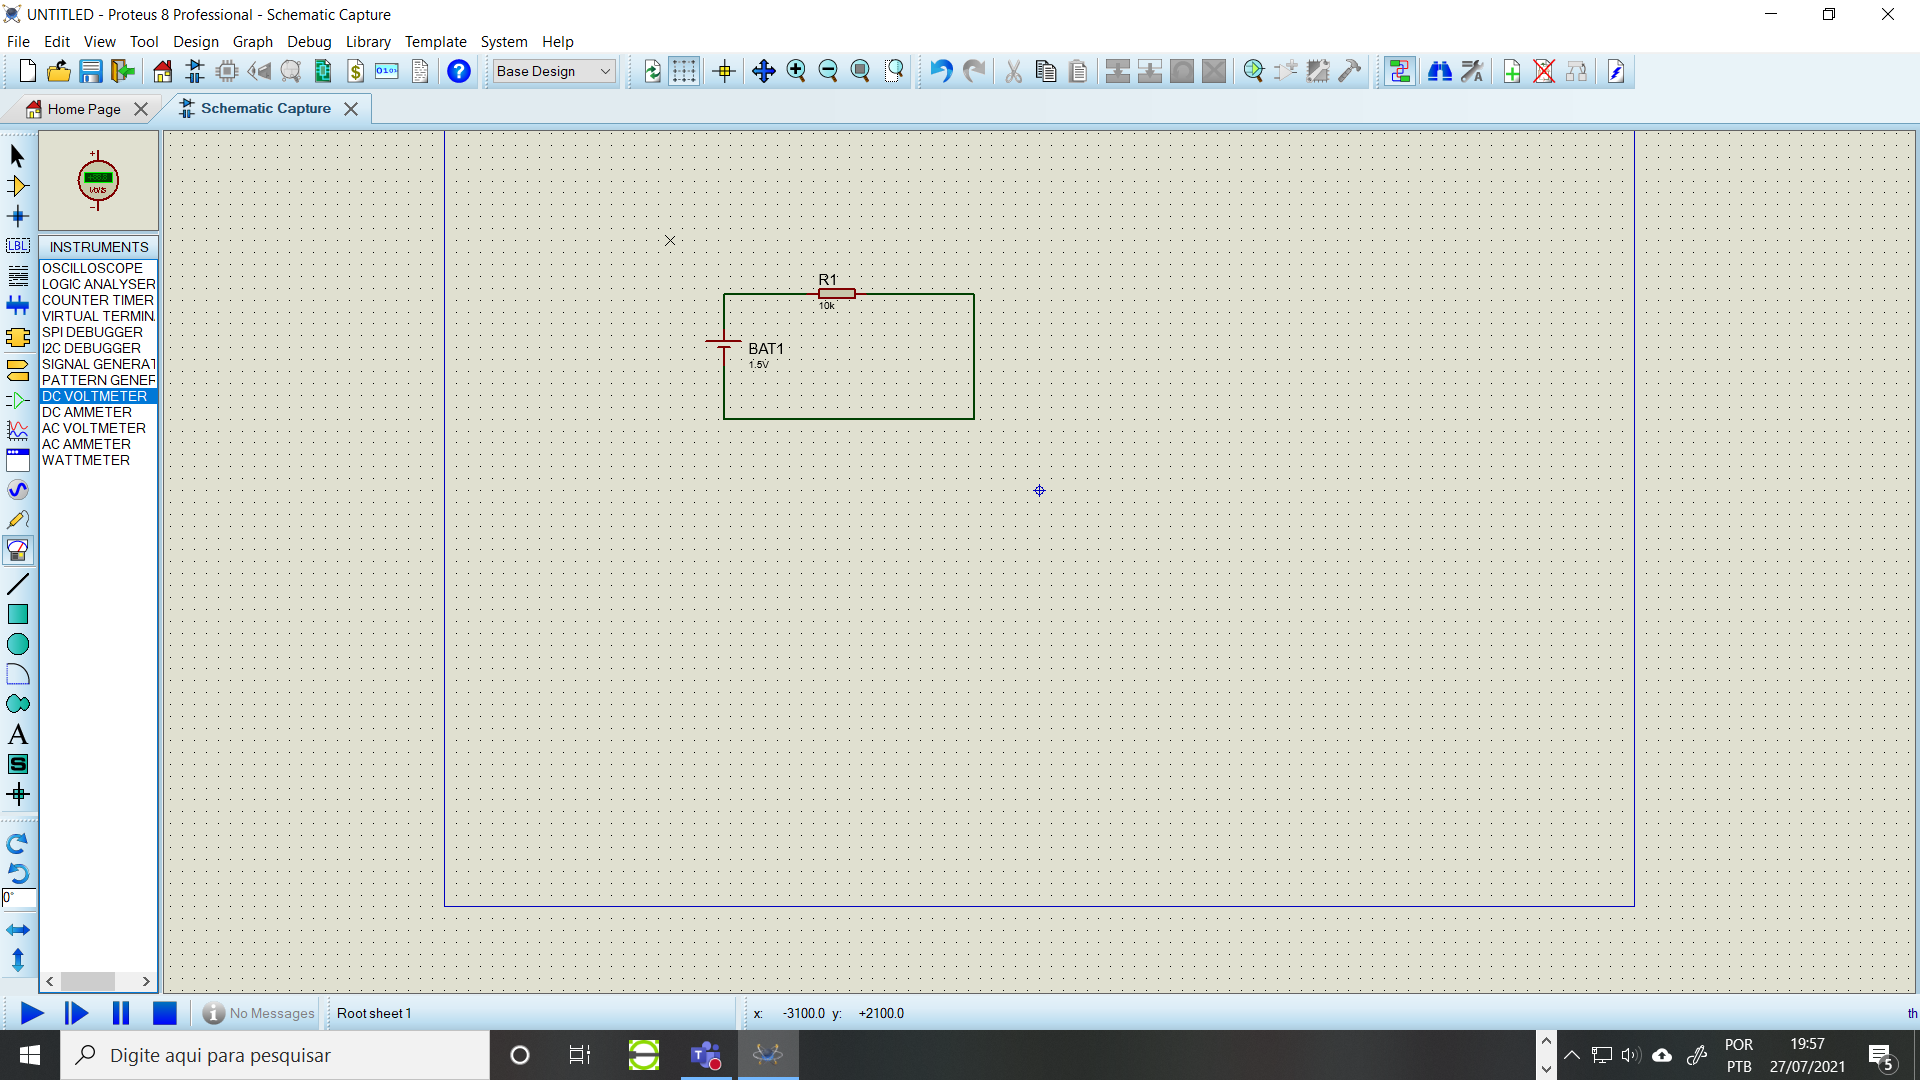 UNTITLED - Proteus 8 Professional - Schematic Capture
File Edit View Tool Design Graph Debug Library Template System Help
Base Design
Home Page
Schematic Capture
+
Volts
INSTRUMENTS
OSCILLOSCOPE
LOGIC ANALYSER
COUNTER TIMER
VIRTUAL TERMIN
SPI DEBUGGER
I2C DEBUGGER
SIGNAL GENERAT
PATTERN GENER
DC VOLTMETER
DC AMMETER
AC VOLTMETER
AC AMMETER
WATTMETER
LBL
A
S
0°
R1
10k
BAT1
1.5V
No Messages
Root sheet 1
x: -3100.0 y: +2100.0
th
Digite aqui para pesquisar
POR
PTB
19:57
27/07/2021
5